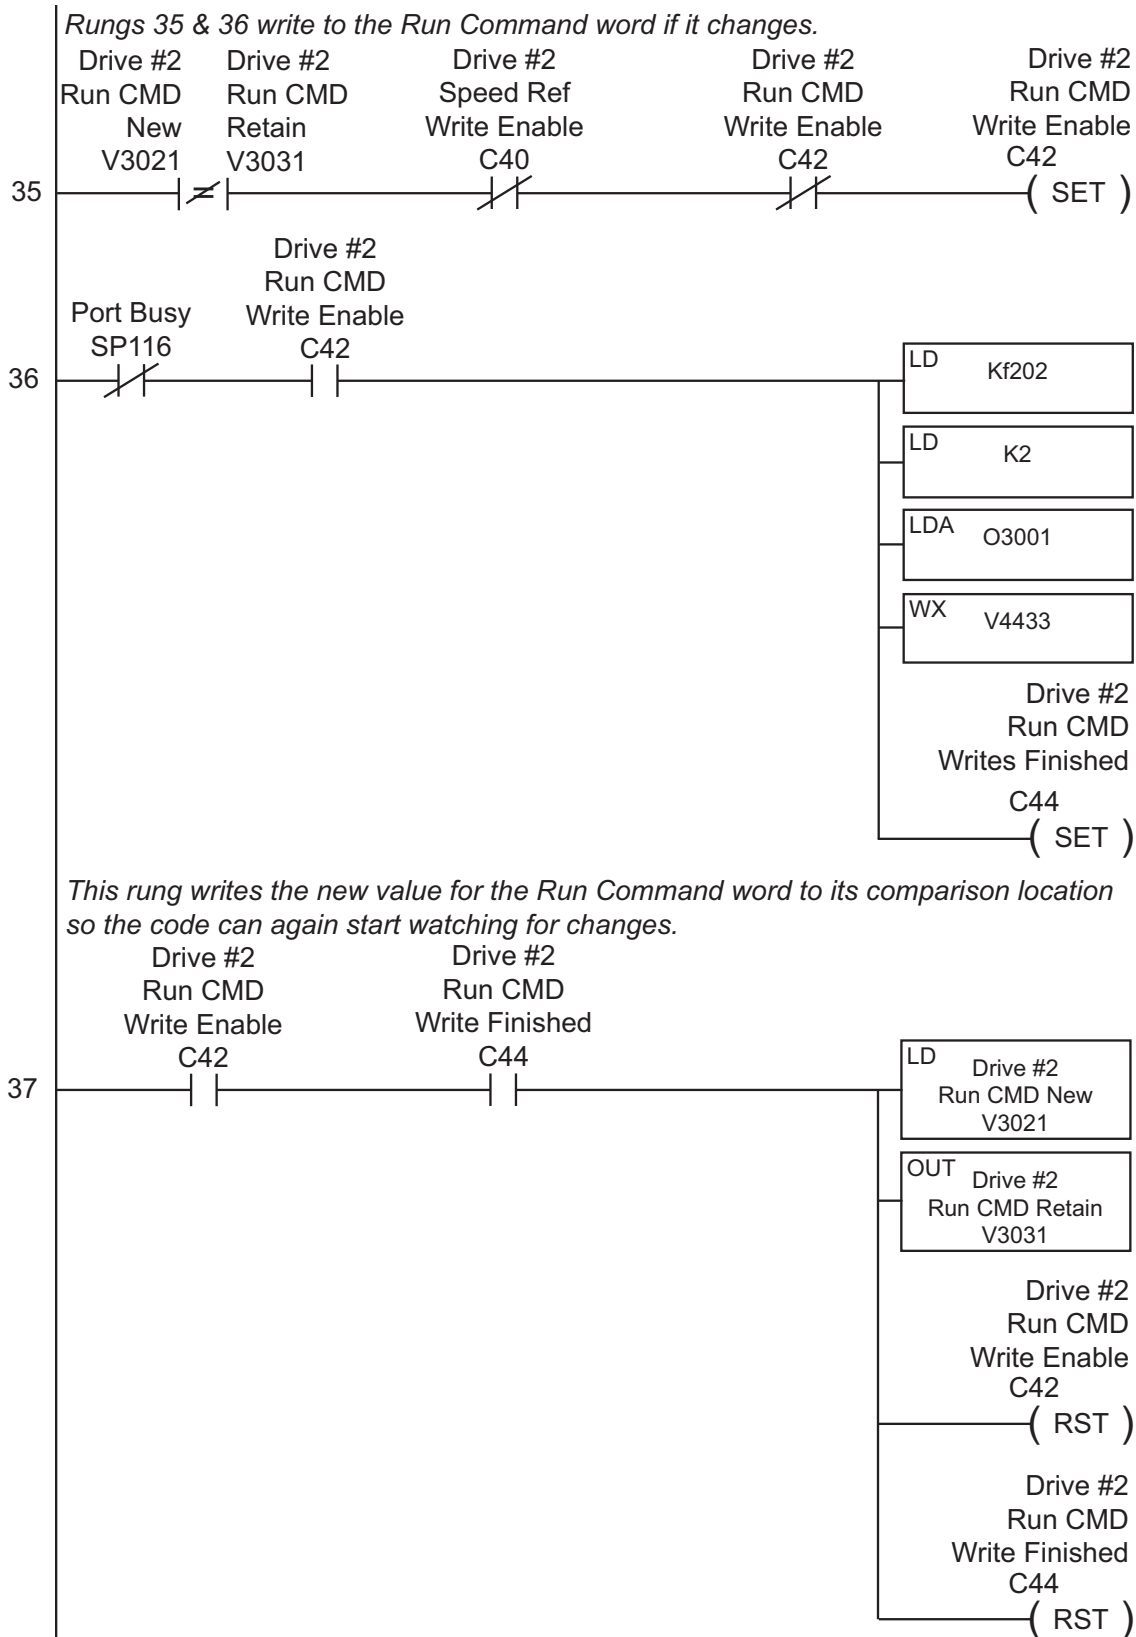 Rungs 35 & 36 write to the Run Command word if it changes.
Drive #2
Run CMD
New
V3021
Drive #2
Run CMD
Retain
V3031
Drive #2
Speed Ref
Write Enable
C40
Drive #2
Run CMD
Write Enable
C42
Drive #2
Run CMD
Write Enable
C42
35
( SET )
Port Busy
SP116
Drive #2
Run CMD
Write Enable
C42
36
LD Kf202
LD K2
LDA O3001
WX V4433
Drive #2
Run CMD
Writes Finished
C44
( SET )
This rung writes the new value for the Run Command word to its comparison location
so the code can again start watching for changes.
Drive #2
Run CMD
Write Enable
C42
Drive #2
Run CMD
Write Finished
C44
37
LD Drive #2
Run CMD New
V3021
OUT Drive #2
Run CMD Retain
V3031
Drive #2
Run CMD
Write Enable
C42
( RST )
Drive #2
Run CMD
Write Finished
C44
( RST )